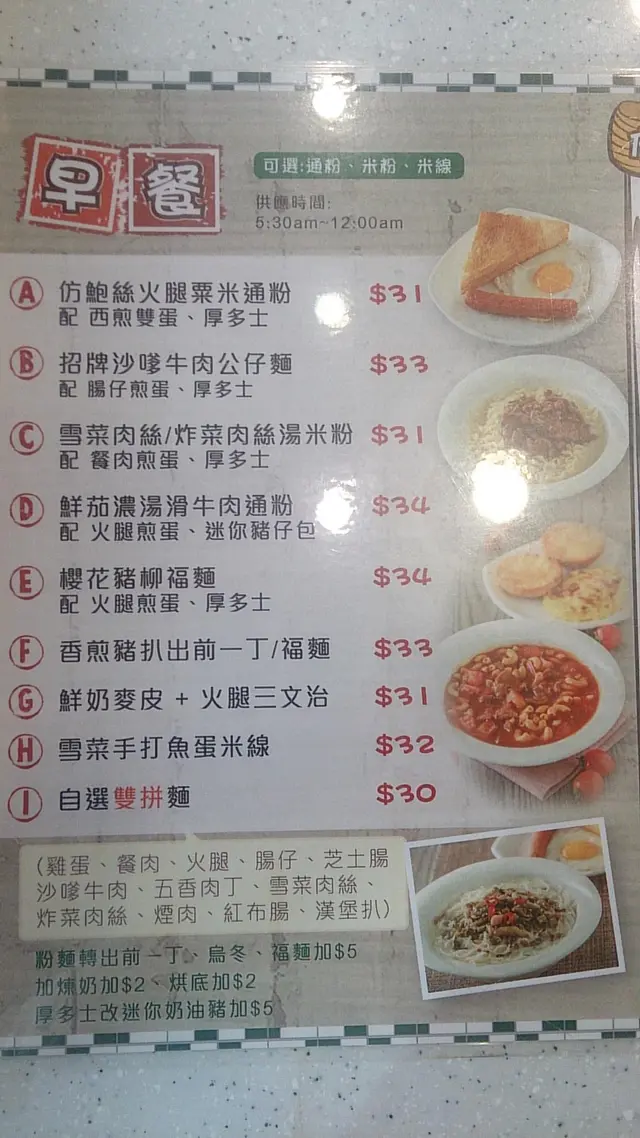 早餐
可選:通粉、米粉、米線
供應時間:
5:30am~12:00am
A 仿鮑絲火腿粟米通粉 $31
配 西煎雙蛋、厚多士
B 招牌沙嗲牛肉公仔麵 $33
配 腸仔煎蛋、厚多士
C 雪菜肉絲/炸菜肉絲湯米粉 $31
配 餐肉煎蛋、厚多士
D 鮮茄濃湯滑牛肉通粉 $34
配 火腿煎蛋、迷你豬仔包
E 櫻花豬柳福麵 $34
配 火腿煎蛋、厚多士
F 香煎豬扒出前一丁/福麵 $33
G 鮮奶麥皮 + 火腿三文治 $31
H 雪菜手打魚蛋米線 $32
I 自選雙拼麵 $30
(雞蛋、餐肉、火腿、腸仔、芝士腸
沙嗲牛肉、五香肉丁、雪菜肉絲、
炸菜肉絲、煙肉、紅布腸、漢堡扒)
粉麵轉出前一丁、烏冬、福麵加$5
加煉奶加$2、烘底加$2
厚多士改迷你奶油豬加$5